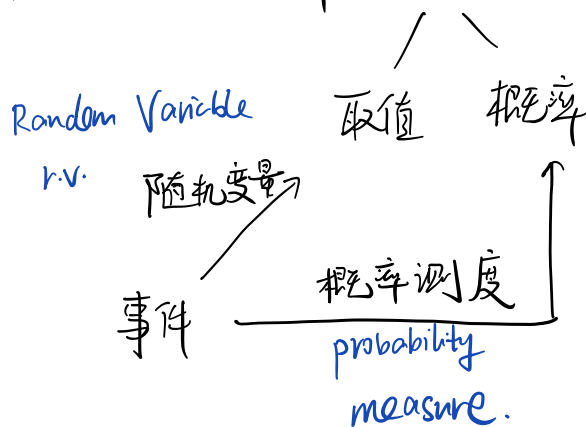 取值 概率
Random Variable
r.v.
随机变量
事件
概率测度
probability
measure.